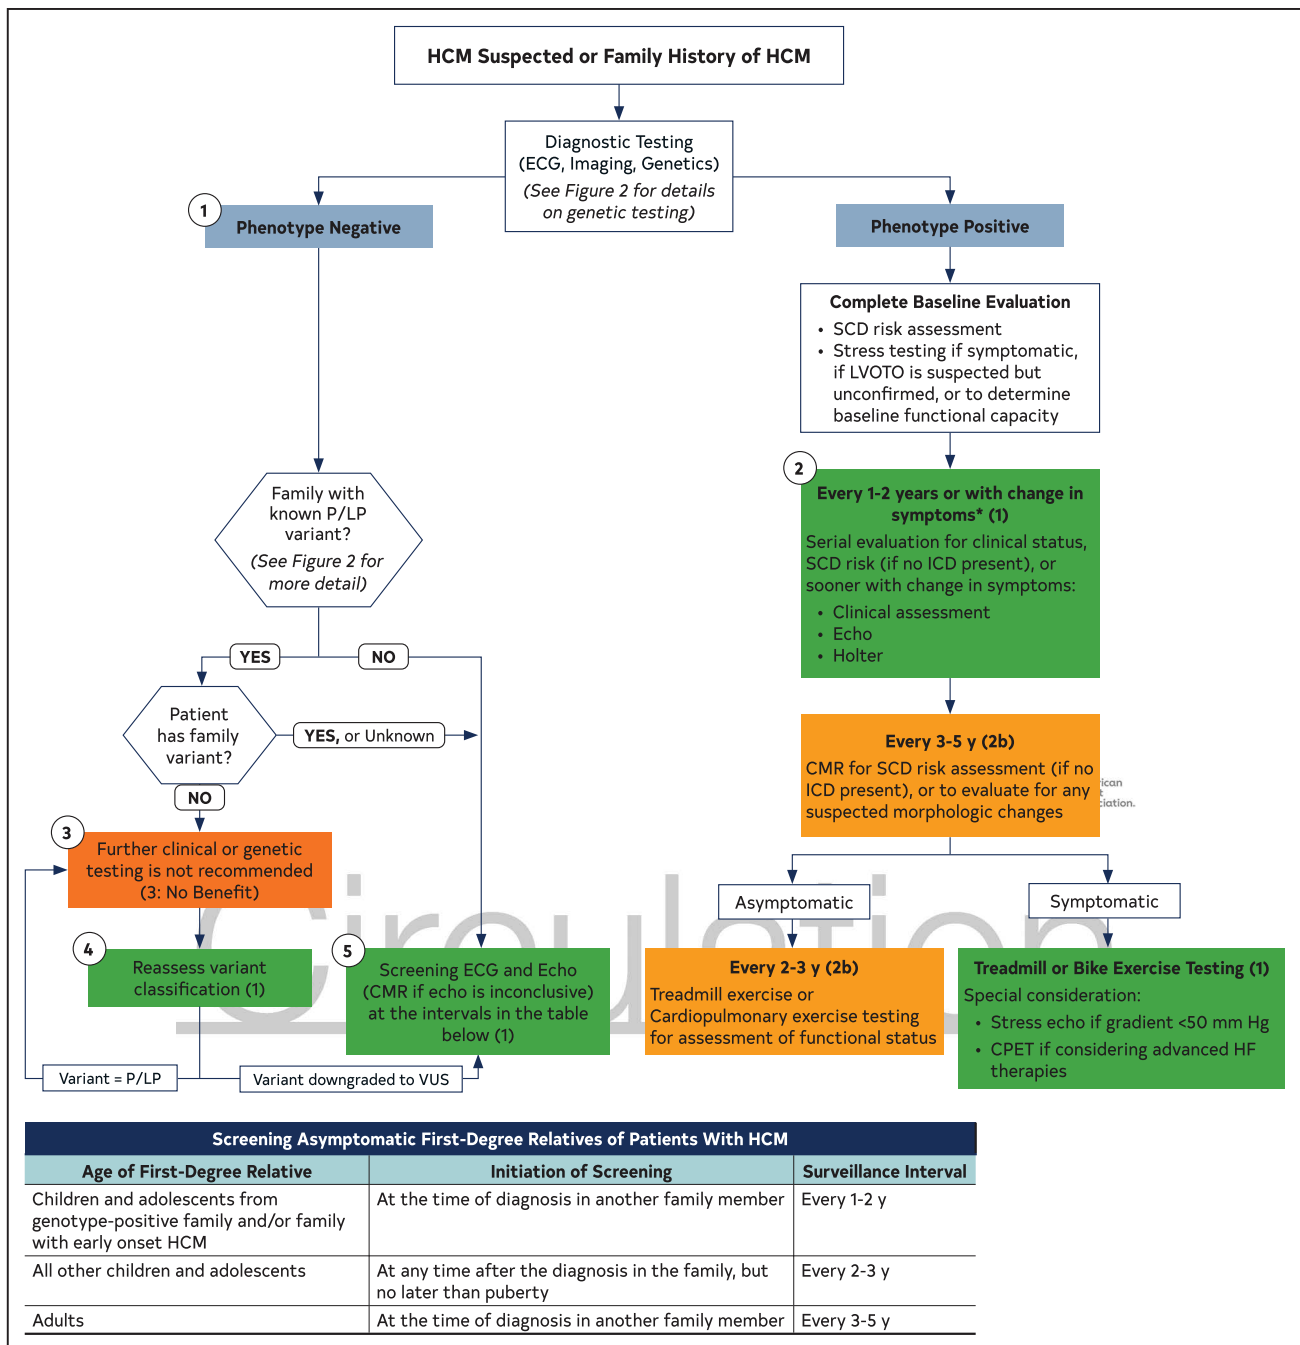 HCM Suspected or Family History of HCM
Diagnostic Testing
(ECG, Imaging, Genetics)
(See Figure 2 for details
on genetic testing)
1
Phenotype Negative
Phenotype Positive
Complete Baseline Evaluation
• SCD risk assessment
• Stress testing if symptomatic,
if LVOTO is suspected but
unconfirmed, or to determine
baseline functional capacity
Family with
known P/LP
variant?
(See Figure 2 for
more detail)
2
Every 1-2 years or with change in
symptoms* (1)
Serial evaluation for clinical status,
SCD risk (if no ICD present), or
sooner with change in symptoms:
• Clinical assessment
• Echo
• Holter
YES
NO
Patient
has family
variant?
YES, or Unknown
NO
Every 3-5 y (2b)
CMR for SCD risk assessment (if no
ICD present), or to evaluate for any
suspected morphologic changes
3
Further clinical or genetic
testing is not recommended
(3: No Benefit)
Asymptomatic
Symptomatic
Circulation
4
Reassess variant
classification (1)
5
Screening ECG and Echo
(CMR if echo is inconclusive)
at the intervals in the table
below (1)
Every 2-3 y (2b)
Treadmill exercise or
Cardiopulmonary exercise testing
for assessment of functional status
Treadmill or Bike Exercise Testing (1)
Special consideration:
• Stress echo if gradient <50 mm Hg
• CPET if considering advanced HF
therapies
Variant = P/LP
Variant downgraded to VUS
Screening Asymptomatic First-Degree Relatives of Patients With HCM
Age of First-Degree Relative
Initiation of Screening
Surveillance Interval
Children and adolescents from
genotype-positive family and/or family
with early onset HCM
At the time of diagnosis in another family member
Every 1-2 y
All other children and adolescents
At any time after the diagnosis in the family, but
no later than puberty
Every 2-3 y
Adults
At the time of diagnosis in another family member
Every 3-5 y